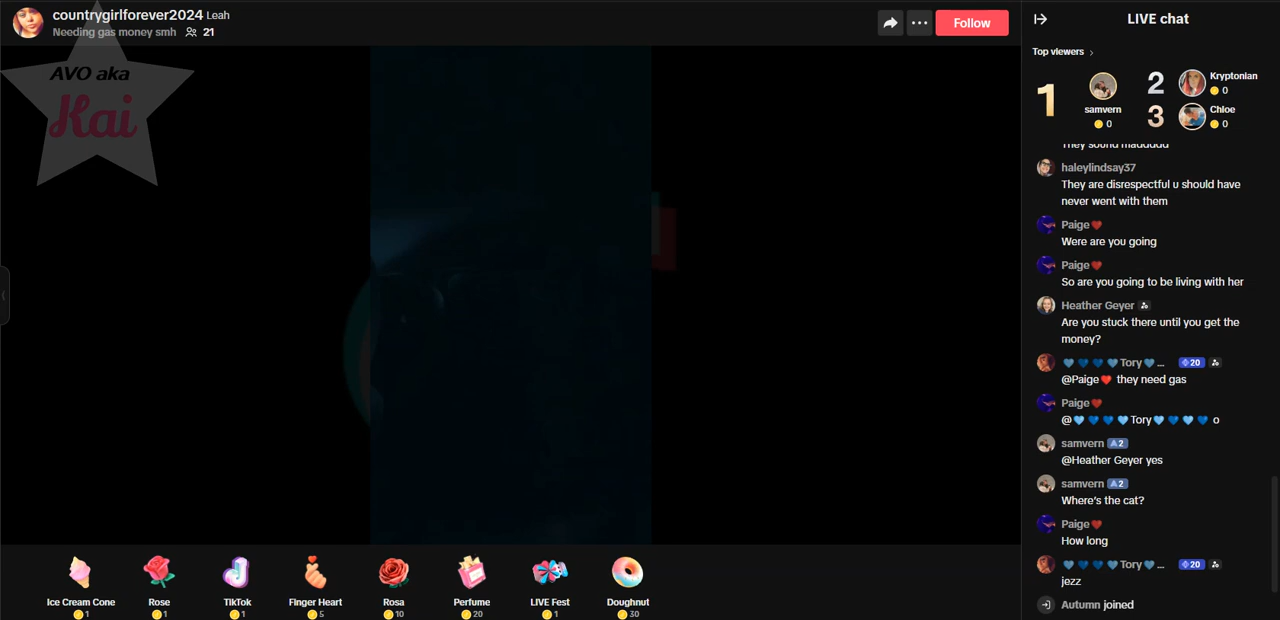 countrygirlforever2024 Leah
Needing gas money smh 21
Follow
AVO aka
Kai
Ice Cream Cone
1
Rose
1
TikTok
1
Finger Heart
5
Rosa
10
Perfume
20
LIVE Fest
1
Doughnut
30
LIVE chat
Top viewers
1
samvern
0
2
Kryptonian
0
3
Chloe
0
They sound maddddd
haleylindsay37
They are disrespectful u should have
never went with them
Paige❤️
Were are you going
Paige❤️
So are you going to be living with her
Heather Geyer
Are you stuck there until you get the
money?
🩵💙💙🩵Tory🩵... 20
@Paige❤️ they need gas
Paige❤️
@🩵💙💙🩵Tory🩵💙🩵💙 o
samvern 2
@Heather Geyer yes
samvern 2
Where's the cat?
Paige❤️
How long
🩵💙💙🩵Tory🩵... 20
jezz
Autumn joined